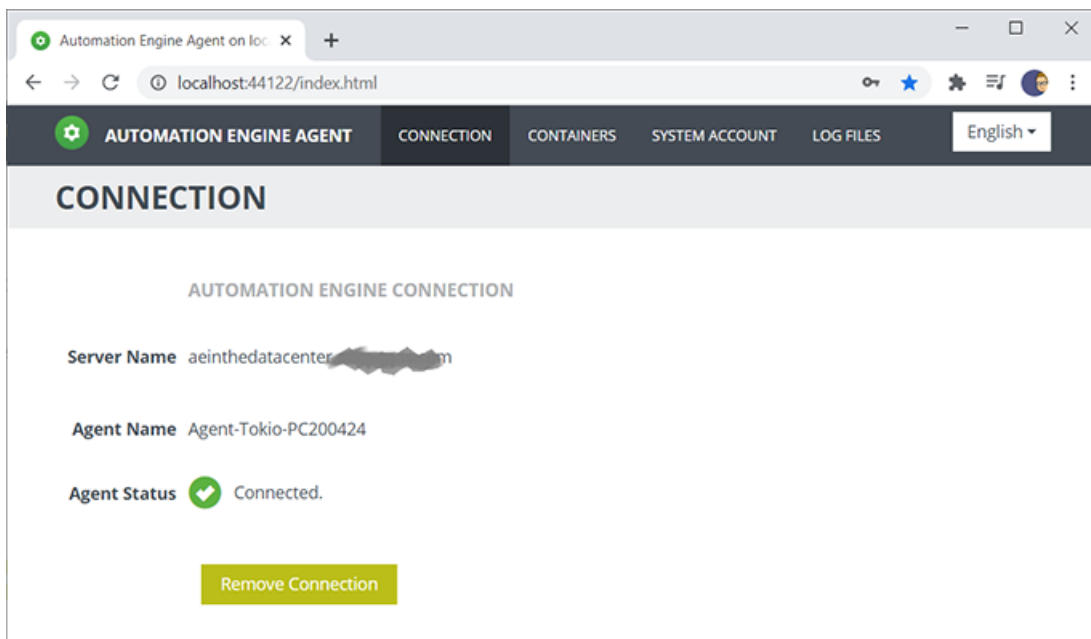 Automation Engine Agent on loc
localhost:44122/index.html
AUTOMATION ENGINE AGENT CONNECTION CONTAINERS SYSTEM ACCOUNT LOG FILES English
CONNECTION
AUTOMATION ENGINE CONNECTION
Server Name aeinthedatacenter
Agent Name Agent-Tokio-PC200424
Agent Status Connected.
Remove Connection